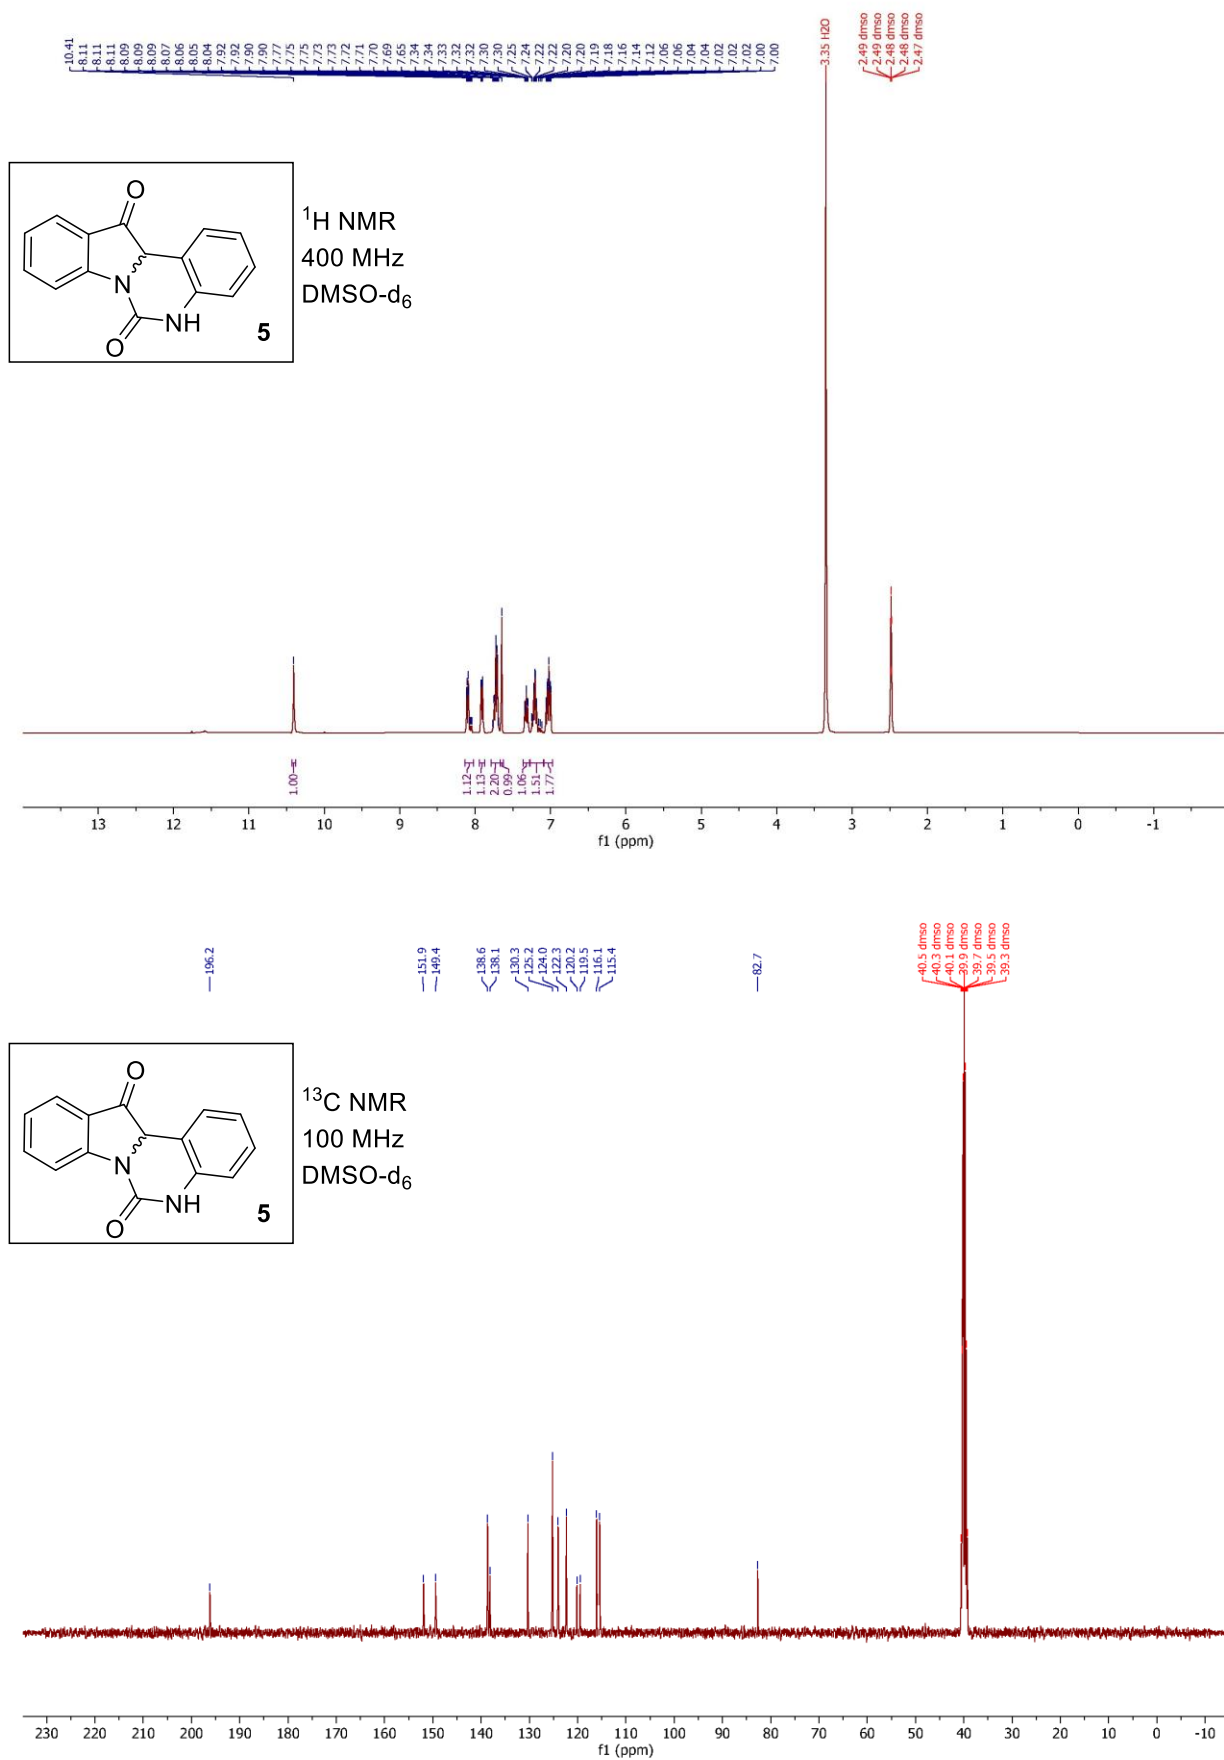 10.41
8.11
8.11
8.11
8.09
8.09
8.09
8.07
8.06
8.05
8.04
7.92
7.92
7.90
7.90
7.77
7.75
7.75
7.73
7.73
7.72
7.71
7.70
7.69
7.65
7.34
7.34
7.33
7.32
7.32
7.30
7.30
7.25
7.24
7.22
7.22
7.20
7.20
7.19
7.18
7.16
7.14
7.12
7.06
7.06
7.04
7.04
7.02
7.02
7.02
7.00
7.00
3.35 H2O
2.49 dmso
2.49 dmso
2.48 dmso
2.48 dmso
2.47 dmso
O
N
NH
O
5
¹H NMR
400 MHz
DMSO-d₆
1.00
1.12
1.13
2.20
0.99
1.06
1.51
1.77
13 12 11 10 9 8 7 6 5 4 3 2 1 0 -1
f1 (ppm)
196.2
151.9
149.4
138.6
138.1
130.3
125.2
124.0
122.3
120.2
119.5
116.1
115.4
82.7
40.5 dmso
40.3 dmso
40.1 dmso
39.9 dmso
39.7 dmso
39.5 dmso
39.3 dmso
O
N
NH
O
5
¹³C NMR
100 MHz
DMSO-d₆
230 220 210 200 190 180 170 160 150 140 130 120 110 100 90 80 70 60 50 40 30 20 10 0 -10
f1 (ppm)